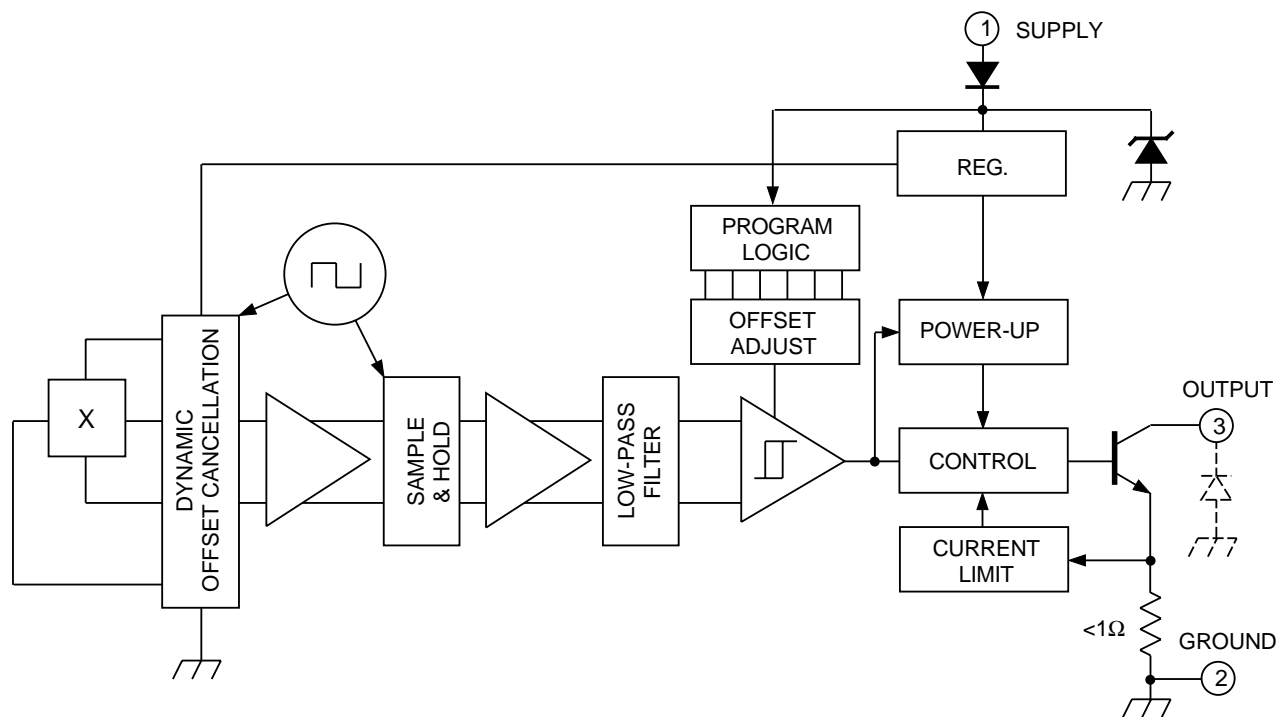 1 SUPPLY
REG.
PROGRAM
LOGIC
OFFSET
ADJUST
POWER-UP
X
DYNAMIC
OFFSET CANCELLATION
SAMPLE
& HOLD
LOW-PASS
FILTER
CONTROL
OUTPUT
3
CURRENT
LIMIT
<1Ω
GROUND
2